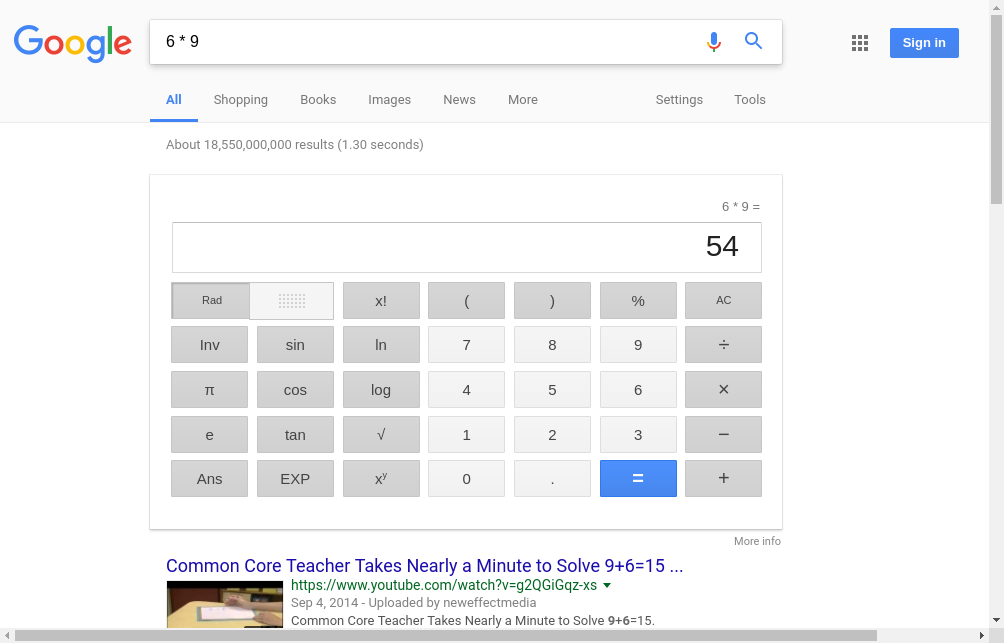 Google
6 * 9
Sign in
All Shopping Books Images News More Settings Tools
About 18,550,000,000 results (1.30 seconds)
6 * 9 =
54
Rad x! ( ) % AC
Inv sin ln 7 8 9 ÷
π cos log 4 5 6 ×
e tan √ 1 2 3 −
Ans EXP xʸ 0 . = +
More info
Common Core Teacher Takes Nearly a Minute to Solve 9+6=15 ...
https://www.youtube.com/watch?v=g2QGiGqz-xs
Sep 4, 2014 - Uploaded by neweffectmedia
Common Core Teacher Takes Nearly a Minute to Solve 9+6=15.